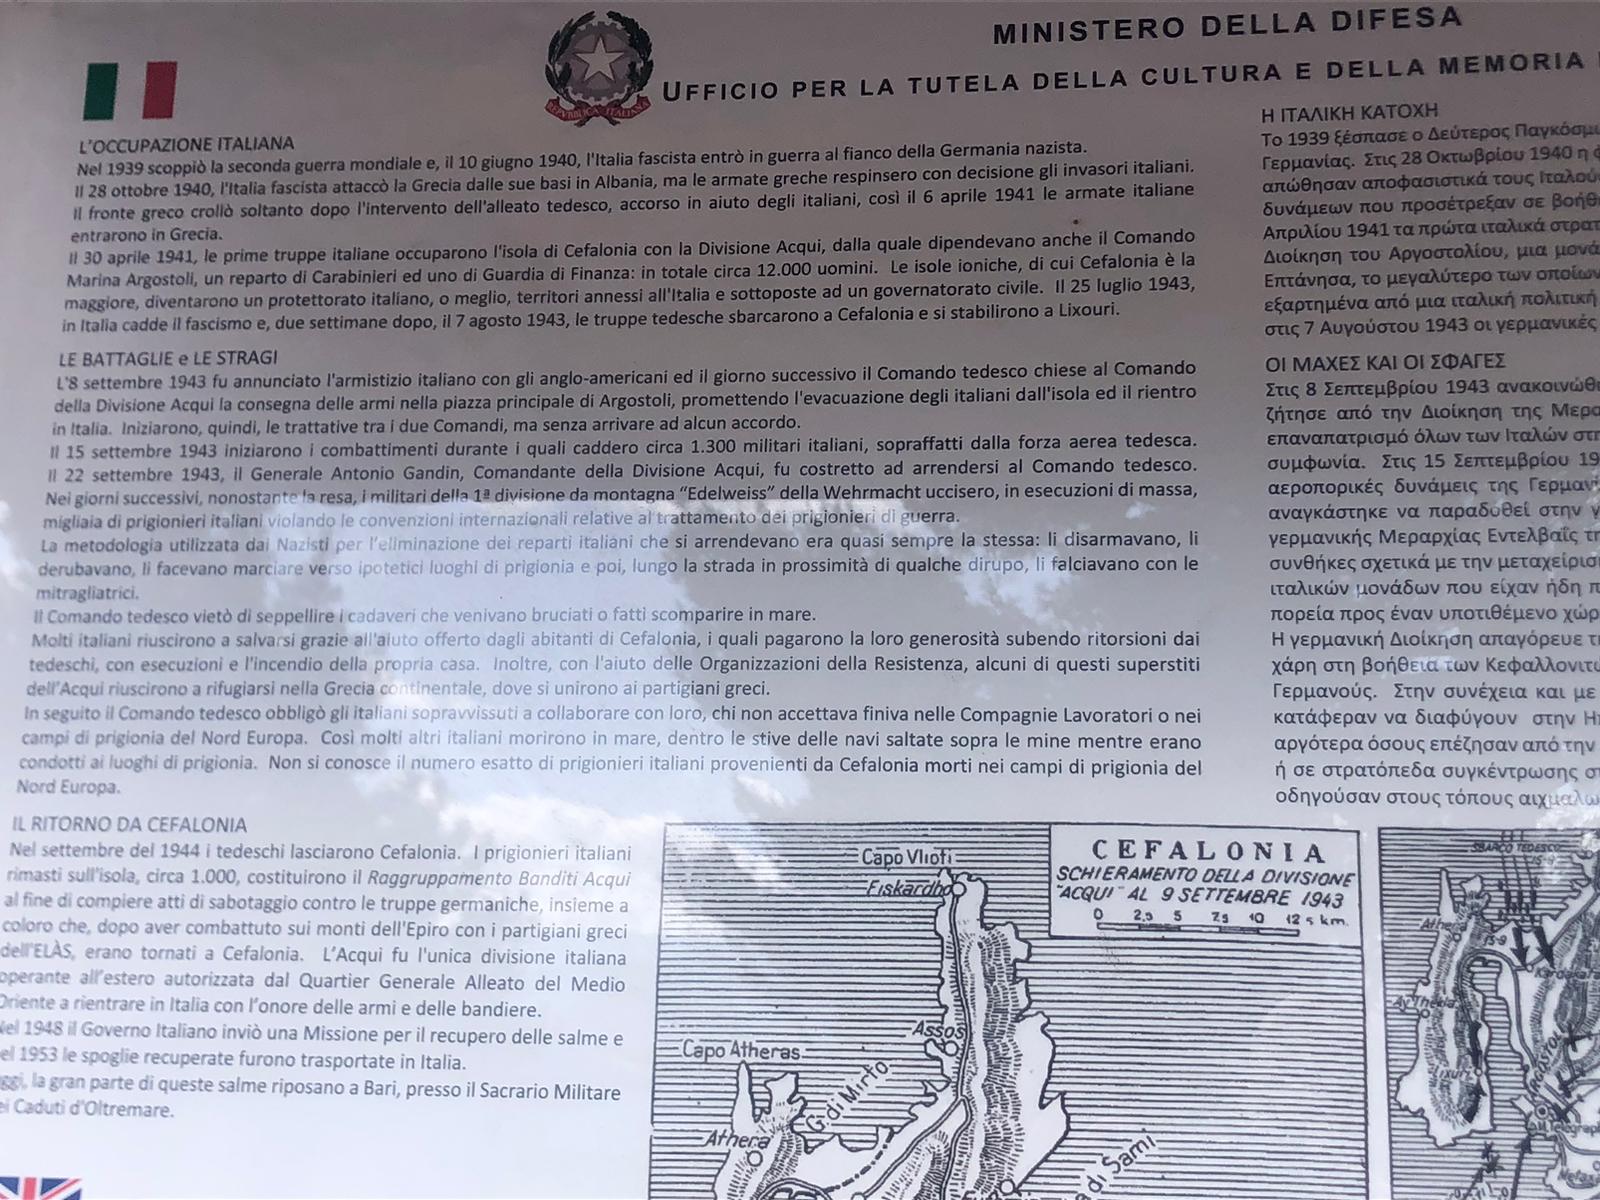 MINISTERO DELLA DIFESA
UFFICIO PER LA TUTELA DELLA CULTURA E DELLA MEMORIA
REPUBBLICA ITALIANA
L'OCCUPAZIONE ITALIANA
Nel 1939 scoppiò la seconda guerra mondiale e, il 10 giugno 1940, l'Italia fascista entrò in guerra al fianco della Germania nazista.
Il 28 ottobre 1940, l'Italia fascista attaccò la Grecia dalle sue basi in Albania, ma le armate greche respinsero con decisione gli invasori italiani.
Il fronte greco crollò soltanto dopo l'intervento dell'alleato tedesco, accorso in aiuto degli italiani, così il 6 aprile 1941 le armate italiane
entrarono in Grecia.
Il 30 aprile 1941, le prime truppe italiane occuparono l'isola di Cefalonia con la Divisione Acqui, dalla quale dipendevano anche il Comando
Marina Argostoli, un reparto di Carabinieri ed uno di Guardia di Finanza: in totale circa 12.000 uomini. Le isole ioniche, di cui Cefalonia è la
maggiore, diventarono un protettorato italiano, o meglio, territori annessi all'Italia e sottoposte ad un governatorato civile. Il 25 luglio 1943,
in Italia cadde il fascismo e, due settimane dopo, il 7 agosto 1943, le truppe tedesche sbarcarono a Cefalonia e si stabilirono a Lixouri.
LE BATTAGLIE e LE STRAGI
L'8 settembre 1943 fu annunciato l'armistizio italiano con gli anglo-americani ed il giorno successivo il Comando tedesco chiese al Comando
della Divisione Acqui la consegna delle armi nella piazza principale di Argostoli, promettendo l'evacuazione degli italiani dall'isola ed il rientro
in Italia. Iniziarono, quindi, le trattative tra i due Comandi, ma senza arrivare ad alcun accordo.
Il 15 settembre 1943 iniziarono i combattimenti durante i quali caddero circa 1.300 militari italiani, sopraffatti dalla forza aerea tedesca.
Il 22 settembre 1943, il Generale Antonio Gandin, Comandante della Divisione Acqui, fu costretto ad arrendersi al Comando tedesco.
Nei giorni successivi, nonostante la resa, i militari della 1ª divisione da montagna "Edelweiss" della Wehrmacht uccisero, in esecuzioni di massa,
migliaia di prigionieri italiani violando le convenzioni internazionali relative al trattamento dei prigionieri di guerra.
La metodologia utilizzata dai Nazisti per l'eliminazione dei reparti italiani che si arrendevano era quasi sempre la stessa: li disarmavano, li
derubavano, li facevano marciare verso ipotetici luoghi di prigionia e poi, lungo la strada in prossimità di qualche dirupo, li falciavano con le
mitragliatrici.
Il Comando tedesco vietò di seppellire i cadaveri che venivano bruciati o fatti scomparire in mare.
Molti italiani riuscirono a salvarsi grazie all'aiuto offerto dagli abitanti di Cefalonia, i quali pagarono la loro generosità subendo ritorsioni dai
tedeschi, con esecuzioni e l'incendio della propria casa. Inoltre, con l'aiuto delle Organizzazioni della Resistenza, alcuni di questi superstiti
dell'Acqui riuscirono a rifugiarsi nella Grecia continentale, dove si unirono ai partigiani greci.
In seguito il Comando tedesco obbligò gli italiani sopravvissuti a collaborare con loro, chi non accettava finiva nelle Compagnie Lavoratori o nei
campi di prigionia del Nord Europa. Così molti altri italiani morirono in mare, dentro le stive delle navi saltate sopra le mine mentre erano
condotti ai luoghi di prigionia. Non si conosce il numero esatto di prigionieri italiani provenienti da Cefalonia morti nei campi di prigionia del
Nord Europa.
IL RITORNO DA CEFALONIA
Nel settembre del 1944 i tedeschi lasciarono Cefalonia. I prigionieri italiani
rimasti sull'isola, circa 1.000, costituirono il Raggruppamento Banditi Acqui
al fine di compiere atti di sabotaggio contro le truppe germaniche, insieme a
coloro che, dopo aver combattuto sui monti dell'Epiro con i partigiani greci
dell'ELÀS, erano tornati a Cefalonia. L'Acqui fu l'unica divisione italiana
operante all'estero autorizzata dal Quartier Generale Alleato del Medio
Oriente a rientrare in Italia con l'onore delle armi e delle bandiere.
Nel 1948 il Governo Italiano inviò una Missione per il recupero delle salme e
el 1953 le spoglie recuperate furono trasportate in Italia.
ggi, la gran parte di queste salme riposano a Bari, presso il Sacrario Militare
ei Caduti d'Oltremare.
Η ΙΤΑΛΙΚΗ ΚΑΤΟΧΗ
Το 1939 ξέσπασε ο Δεύτερος Παγκόσμι
Γερμανίας. Στις 28 Οκτωβρίου 1940 η
απώθησαν αποφασιστικά τους Ιταλού
δυνάμεων που προσέτρεξαν σε βοήθ
Απριλίου 1941 τα πρώτα ιταλικά στρατ
Διοίκηση του Αργοστολίου, μια μονά
Επτάνησα, το μεγαλύτερο των οποίων
εξαρτημένα από μια ιταλική πολιτική
στις 7 Αυγούστου 1943 οι γερμανικές
ΟΙ ΜΑΧΕΣ ΚΑΙ ΟΙ ΣΦΑΓΕΣ
Στις 8 Σεπτεμβρίου 1943 ανακοινώθ
ζήτησε από την Διοίκηση της Μερα
επαναπατρισμό όλων των Ιταλών στ
συμφωνία. Στις 15 Σεπτεμβρίου 19
αεροπορικές δυνάμεις της Γερμανί
αναγκάστηκε να παραδοθεί στην γ
γερμανικής Μεραρχίας Εντελβαΐς τη
συνθήκες σχετικά με την μεταχείρισ
ιταλικών μονάδων που είχαν ήδη π
πορεία προς έναν υποτιθέμενο χώρ
Η γερμανική Διοίκηση απαγόρευε τ
χάρη στη βοήθεια των Κεφαλλονιτώ
Γερμανούς. Στην συνέχεια και με
κατάφεραν να διαφύγουν στην Η
αργότερα όσους επέζησαν από την
ή σε στρατόπεδα συγκέντρωσης στ
οδηγούσαν στους τόπους αιχμαλω
CEFALONIA
SCHIERAMENTO DELLA DIVISIONE
"ACQUI" AL 9 SETTEMBRE 1943
0 2,5 5 7,5 10 12,5 km.
Capo Vlioti
Fiskardho
Assos
Capo Atheras
G. di Mirto
Athera
di Sami
SBARCO TEDESCO
15-9
Athe
15-9
Kardaka
Ay Thekla
Lixuri
ARGOSTOLI